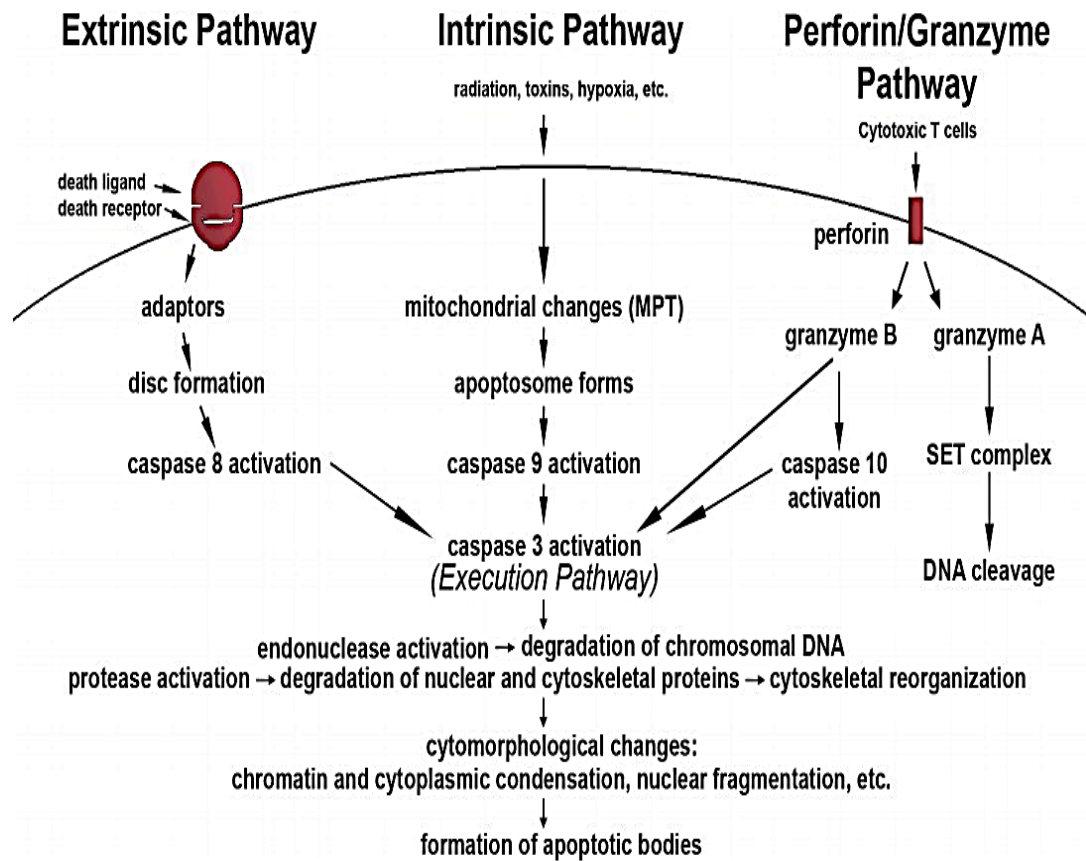 Extrinsic Pathway
Intrinsic Pathway
Perforin/Granzyme
Pathway
radiation, toxins, hypoxia, etc.
Cytotoxic T cells
death ligand
death receptor
perforin
adaptors
mitochondrial changes (MPT)
granzyme B
granzyme A
disc formation
apoptosome forms
caspase 8 activation
caspase 9 activation
caspase 10
activation
SET complex
caspase 3 activation
(Execution Pathway)
DNA cleavage
endonuclease activation → degradation of chromosomal DNA
protease activation → degradation of nuclear and cytoskeletal proteins → cytoskeletal reorganization
cytomorphological changes:
chromatin and cytoplasmic condensation, nuclear fragmentation, etc.
formation of apoptotic bodies